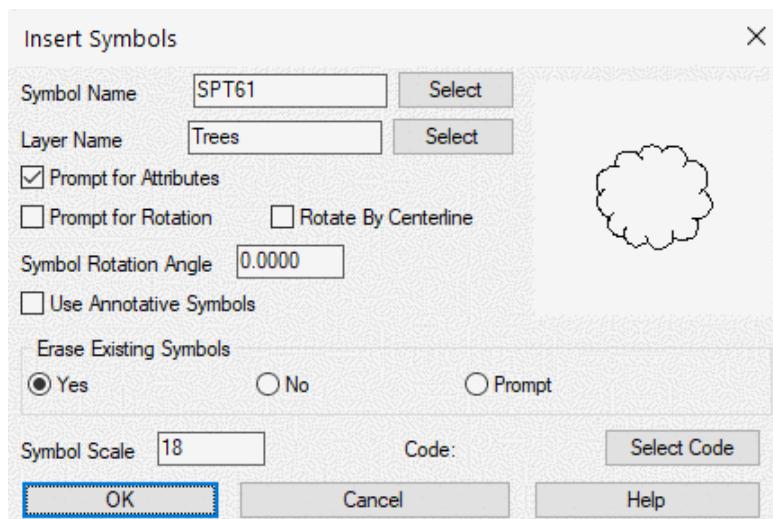 Insert Symbols
Symbol Name SPT61 Select
Layer Name Trees Select
Prompt for Attributes
Prompt for Rotation Rotate By Centerline
Symbol Rotation Angle 0.0000
Use Annotative Symbols
Erase Existing Symbols
Yes No Prompt
Symbol Scale 18 Code: Select Code
OK Cancel Help